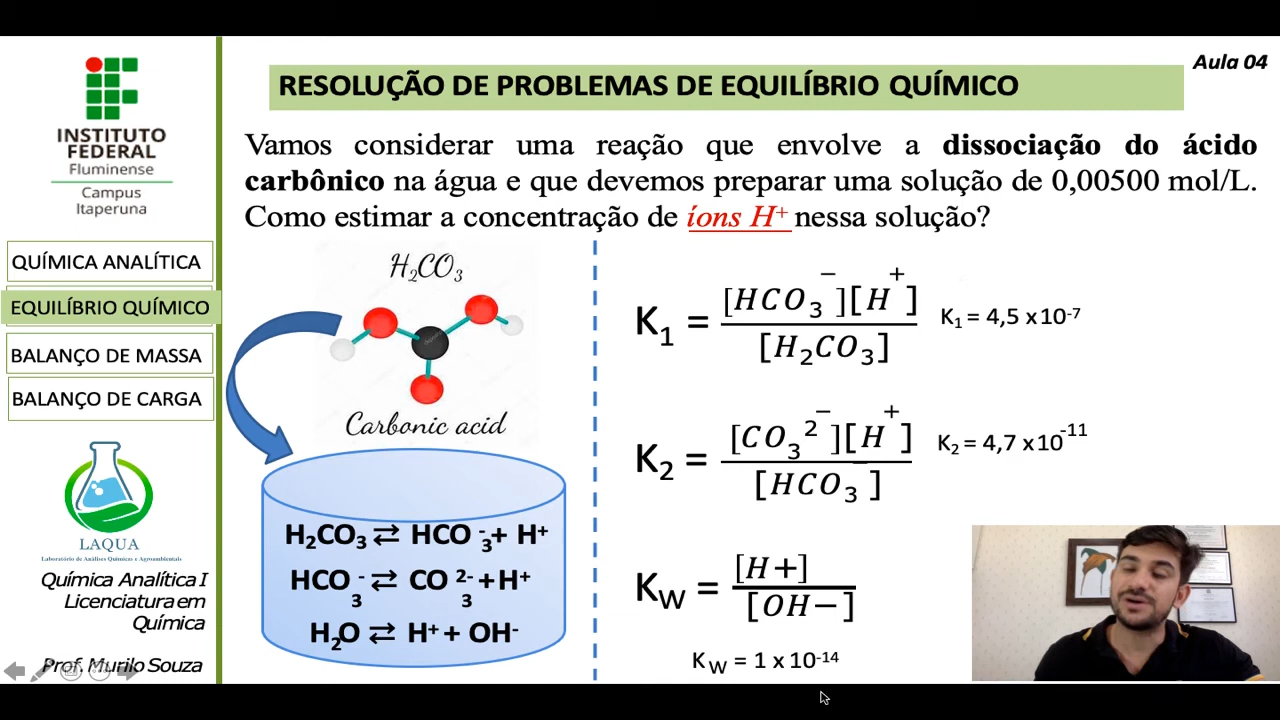 Aula 04
RESOLUÇÃO DE PROBLEMAS DE EQUILÍBRIO QUÍMICO
INSTITUTO
FEDERAL
Fluminense
Campus
Itaperuna
Vamos considerar uma reação que envolve a dissociação do ácido
carbônico na água e que devemos preparar uma solução de 0,00500 mol/L.
Como estimar a concentração de íons H⁺ nessa solução?
QUÍMICA ANALÍTICA
EQUILÍBRIO QUÍMICO
BALANÇO DE MASSA
BALANÇO DE CARGA
LAQUA
Laboratório de Análises Químicas e Agroambientais
Química Analítica I
Licenciatura em
Química
Prof. Murilo Souza
H₂CO₃
Carbonic acid
H₂CO₃ ⇄ HCO₃⁻ + H⁺
HCO₃⁻ ⇄ CO₃²⁻ + H⁺
H₂O ⇄ H⁺ + OH⁻
K₁ = [HCO₃⁻][H⁺] / [H₂CO₃]
K₁ = 4,5 x 10⁻⁷
K₂ = [CO₃²⁻][H⁺] / [HCO₃⁻]
K₂ = 4,7 x 10⁻¹¹
K_W = [H+] / [OH−]
K_W = 1 x 10⁻¹⁴